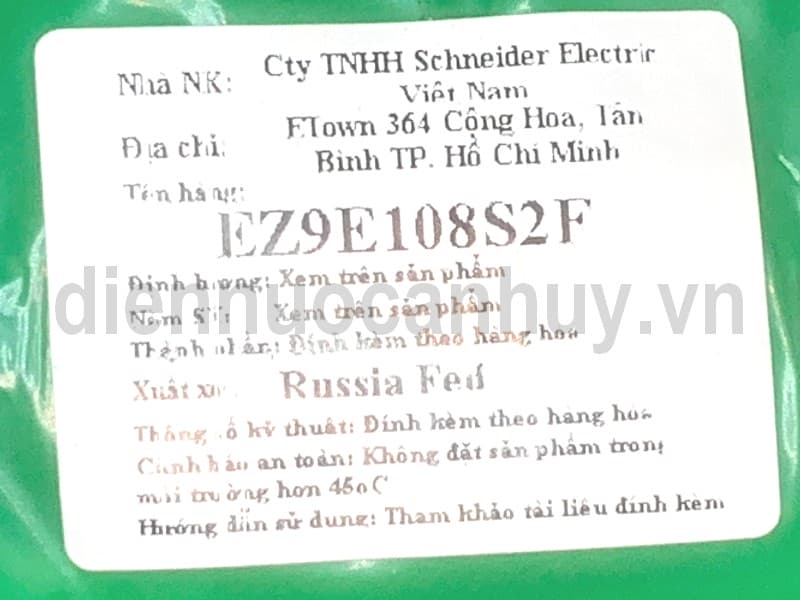 Nhà NK: Cty TNHH Schneider Electric
Việt Nam
Địa chỉ: ETown 364 Cộng Hoa, Tân
Bình TP. Hồ Chí Minh
Tên hàng:
EZ9E108S2F
Định lượng: Xem trên sản phẩm
diennuocanhuy.vn
Năm SX: Xem trên sản phẩm
Thành phần: Đính kèm theo hàng hoá
Xuất xứ: Russia Fed
Thông số kỹ thuật: Đính kèm theo hàng hóa
Cảnh báo an toàn: Không đặt sản phẩm trong
môi trường hơn 45oC
Hướng dẫn sử dung: Tham khảo tài liệu đính kèm